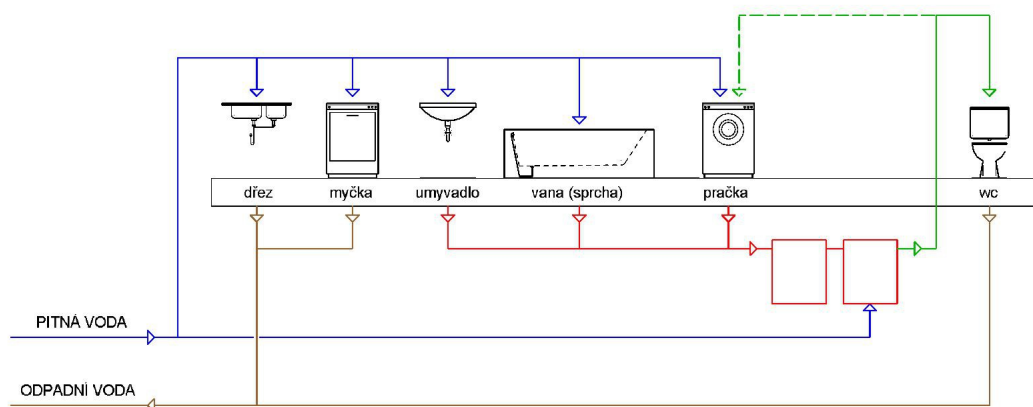 dřez
myčka
umyvadlo
vana (sprcha)
pračka
wc
PITNÁ VODA
ODPADNÍ VODA